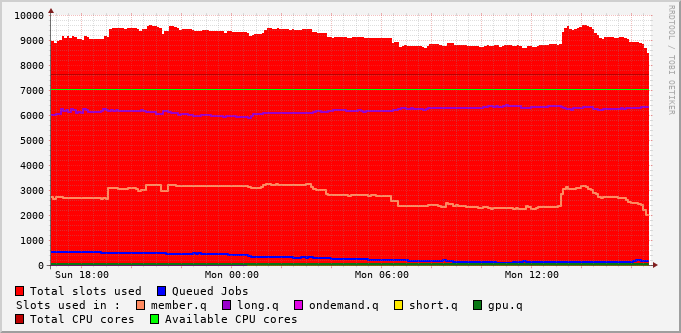 10000
9000
8000
7000
6000
5000
4000
3000
2000
1000
0
Sun 18:00 Mon 00:00 Mon 06:00 Mon 12:00
RRDTOOL / TOBI OETIKER
Total slots used Queued Jobs
Slots used in : member.q long.q ondemand.q short.q gpu.q
Total CPU cores Available CPU cores